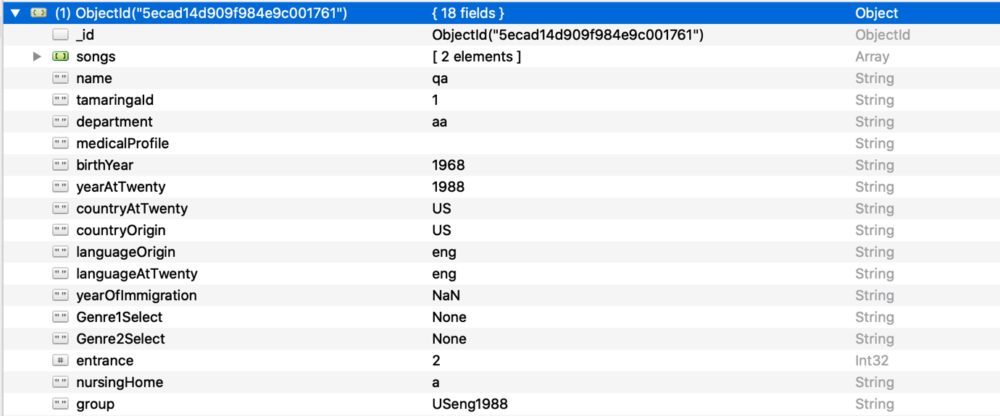 (1) ObjectId("5ecad14d909f984e9c001761") { 18 fields } Object
_id ObjectId("5ecad14d909f984e9c001761") ObjectId
songs [ 2 elements ] Array
" " name qa String
" " tamaringaId 1 String
" " department aa String
" " medicalProfile String
" " birthYear 1968 String
" " yearAtTwenty 1988 String
" " countryAtTwenty US String
" " countryOrigin US String
" " languageOrigin eng String
" " languageAtTwenty eng String
" " yearOfImmigration NaN String
" " Genre1Select None String
" " Genre2Select None String
# entrance 2 Int32
" " nursingHome a String
" " group USeng1988 String